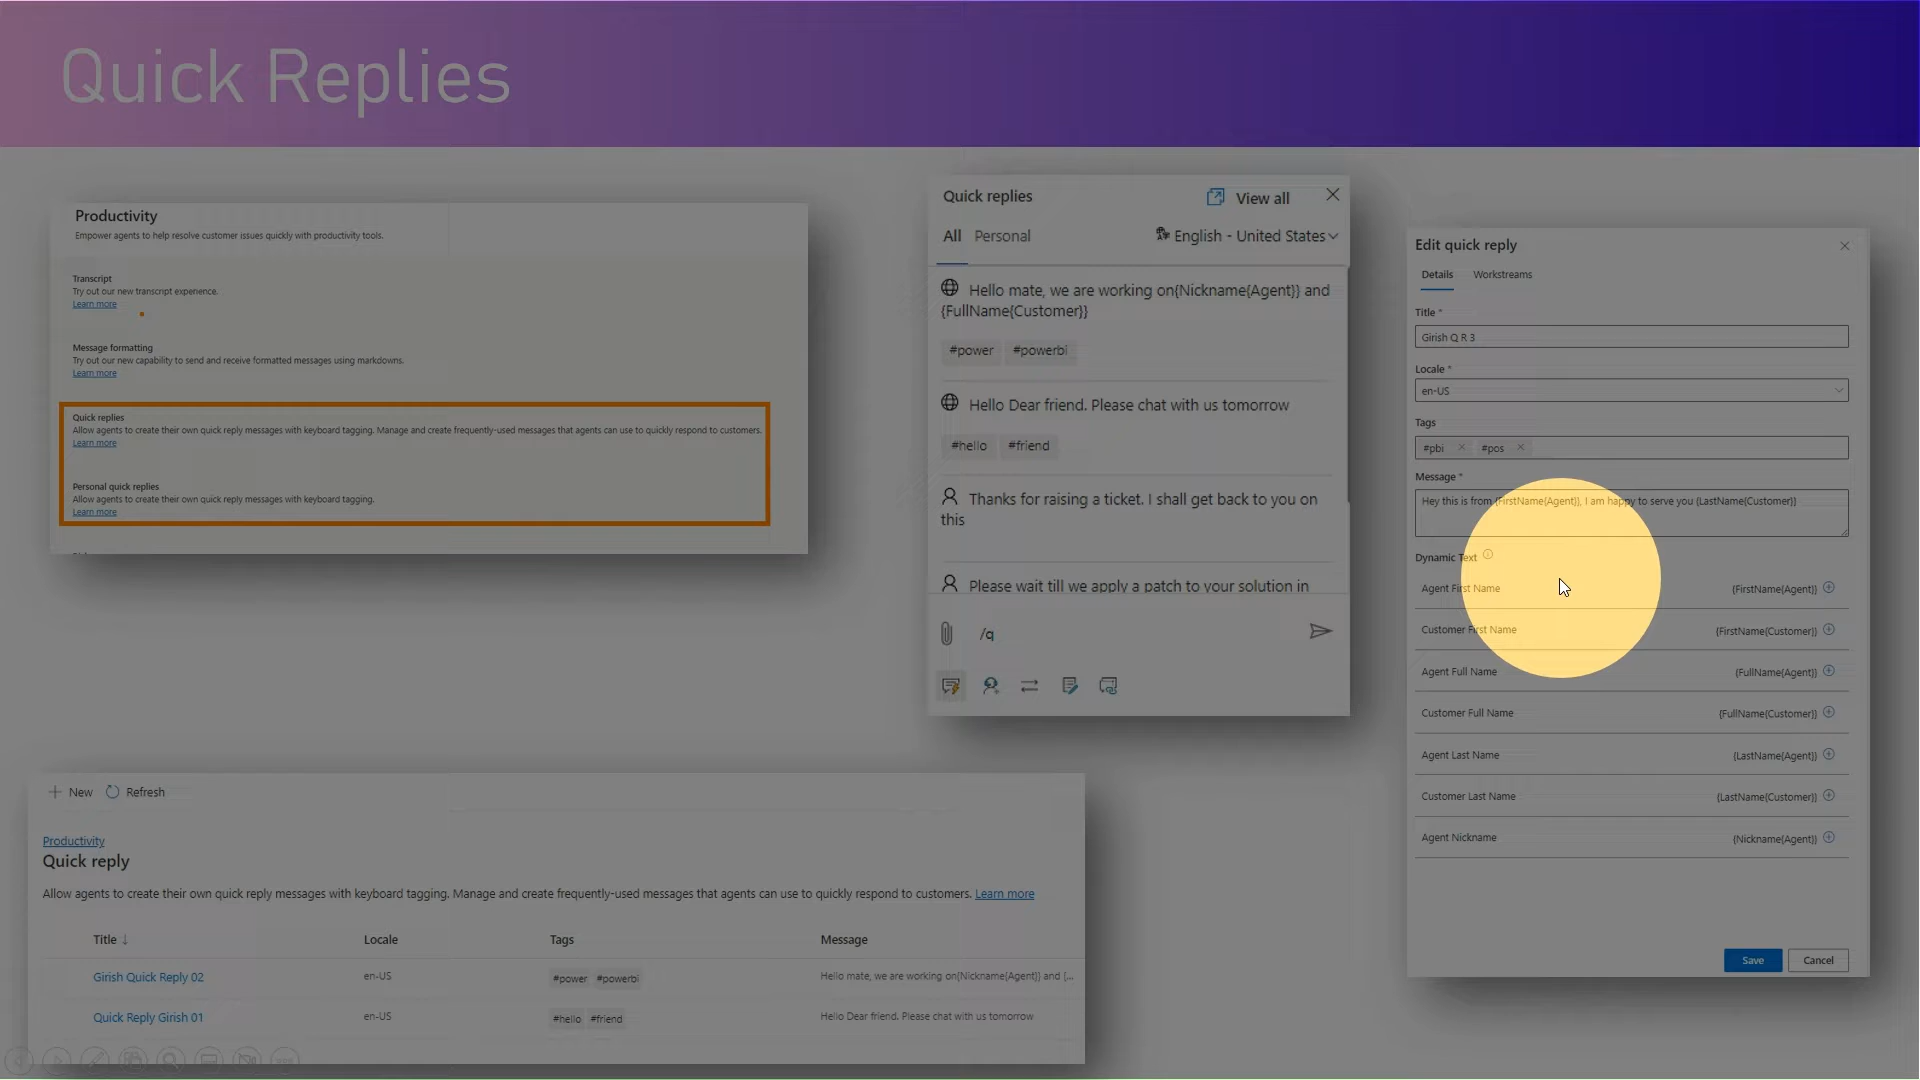 Quick Replies
Productivity
Empower agents to help resolve customer issues quickly with productivity tools.
Transcript
Try out our new transcript experience.
Learn more
Message formatting
Try out our new capability to send and receive formatted messages using markdowns.
Learn more
Quick replies
Allow agents to create their own quick reply messages with keyboard tagging. Manage and create frequently-used messages that agents can use to quickly respond to customers.
Learn more
Personal quick replies
Allow agents to create their own quick reply messages with keyboard tagging.
Learn more
Quick replies View all
All Personal English - United States
Hello mate, we are working on{Nickname{Agent}} and
{FullName{Customer}}
#power #powerbi
Hello Dear friend. Please chat with us tomorrow
#hello #friend
Thanks for raising a ticket. I shall get back to you on
this
Please wait till we apply a patch to your solution in
/q
Edit quick reply
Details Workstreams
Title *
Girish Q R 3
Locale *
en-US
Tags
#pbi #pos
Message *
Hey this is from {FirstName{Agent}}, I am happy to serve you {LastName{Customer}}
Dynamic Text
Agent First Name {FirstName{Agent}}
Customer First Name {FirstName{Customer}}
Agent Full Name {FullName{Agent}}
Customer Full Name {FullName{Customer}}
Agent Last Name {LastName{Agent}}
Customer Last Name {LastName{Customer}}
Agent Nickname {Nickname{Agent}}
Save Cancel
New Refresh
Productivity
Quick reply
Allow agents to create their own quick reply messages with keyboard tagging. Manage and create frequently-used messages that agents can use to quickly respond to customers. Learn more
Title ↓ Locale Tags Message
Girish Quick Reply 02 en-US #power #powerbi Hello mate, we are working on{Nickname{Agent}} and {...
Quick Reply Girish 01 en-US #hello #friend Hello Dear friend. Please chat with us tomorrow